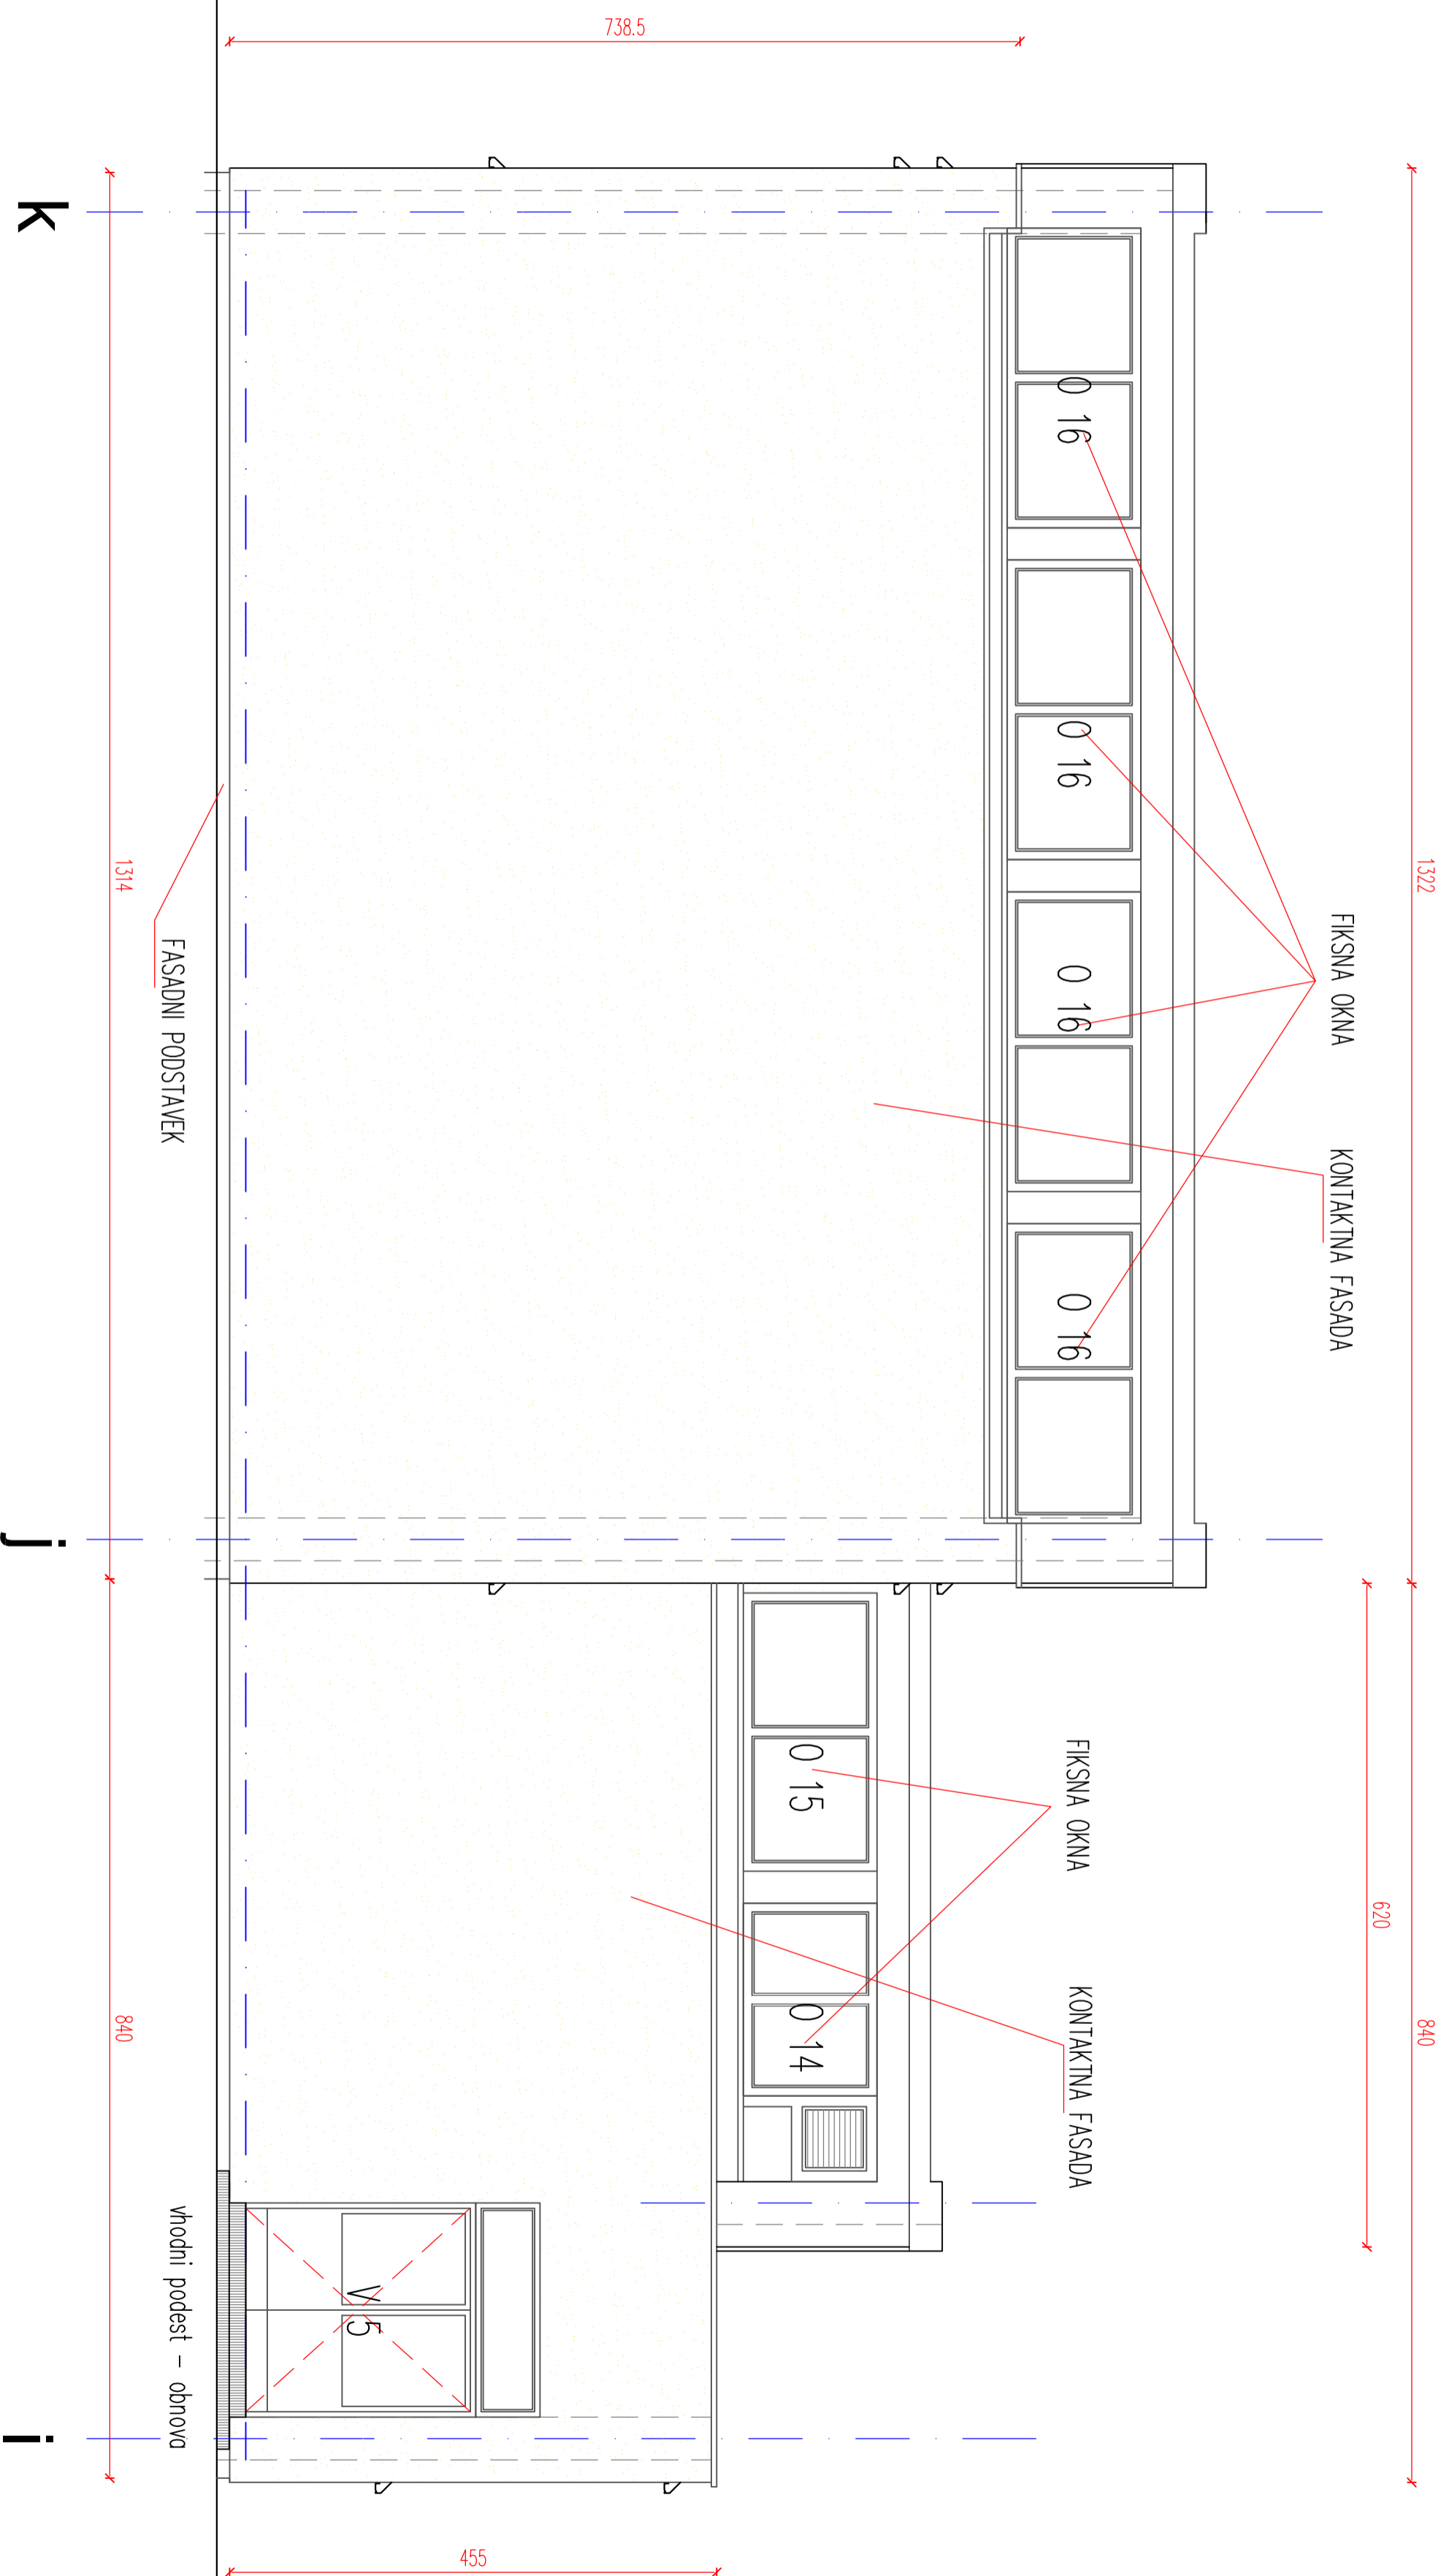 1322
840
620
FIKSNA OKNA
KONTAKTNA FASADA
738.5
O 16
O 16
O 16
O 16
FIKSNA OKNA
KONTAKTNA FASADA
O 15
O 14
V 5
455
FASADNI PODSTAVEK
vhodni podest - obnova
1314
840
k
j
i